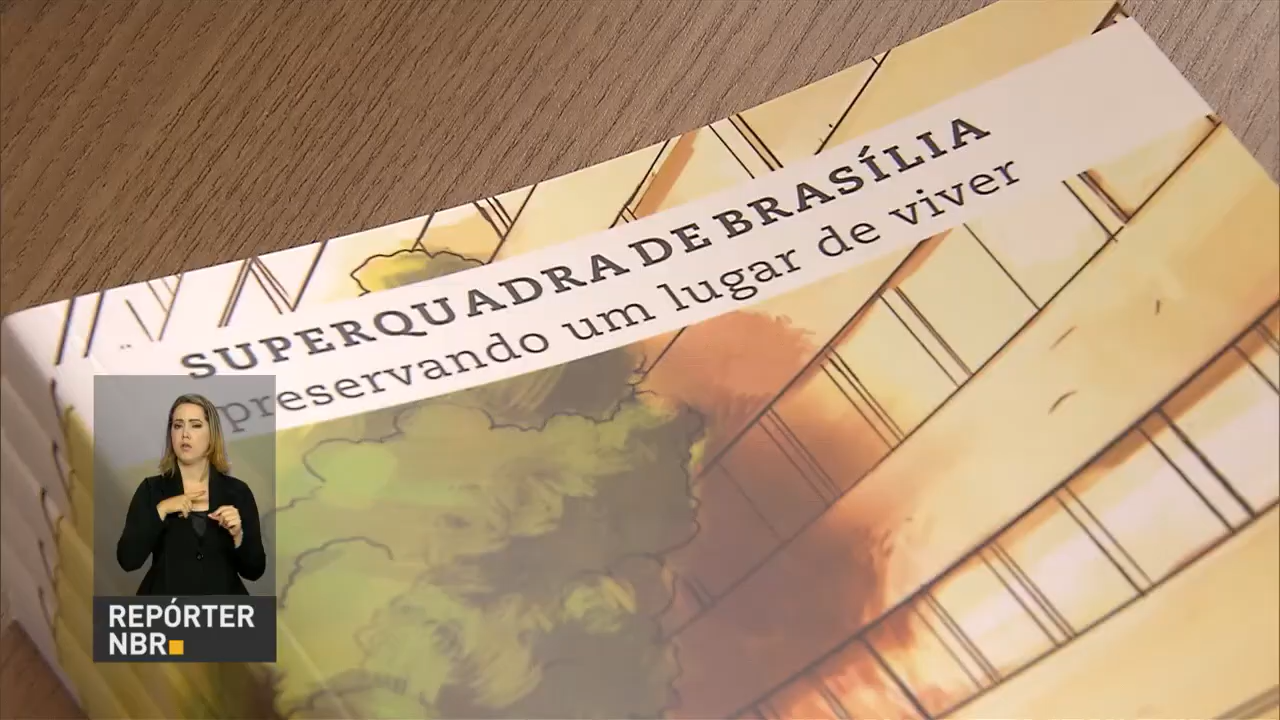 SUPERQUADRA DE BRASÍLIA
preservando um lugar de viver
REPÓRTER
NBR